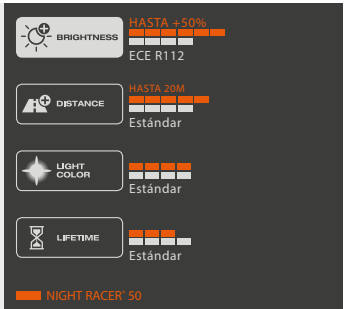 HASTA +50%
BRIGHTNESS
ECE R112
HASTA 20M
DISTANCE
Estándar
LIGHT
COLOR
Estándar
LIFETIME
Estándar
NIGHT RACER® 50